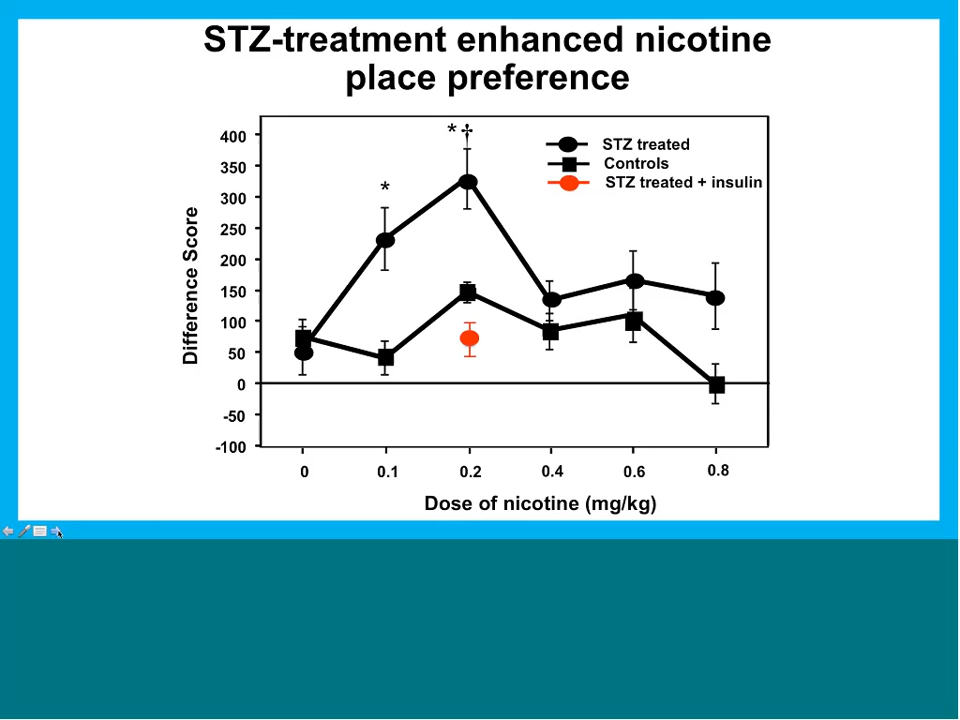 STZ-treatment enhanced nicotine
place preference
* †
*
STZ treated
Controls
STZ treated + insulin
Difference Score
400
350
300
250
200
150
100
50
0
-50
-100
0 0.1 0.2 0.4 0.6 0.8
Dose of nicotine (mg/kg)